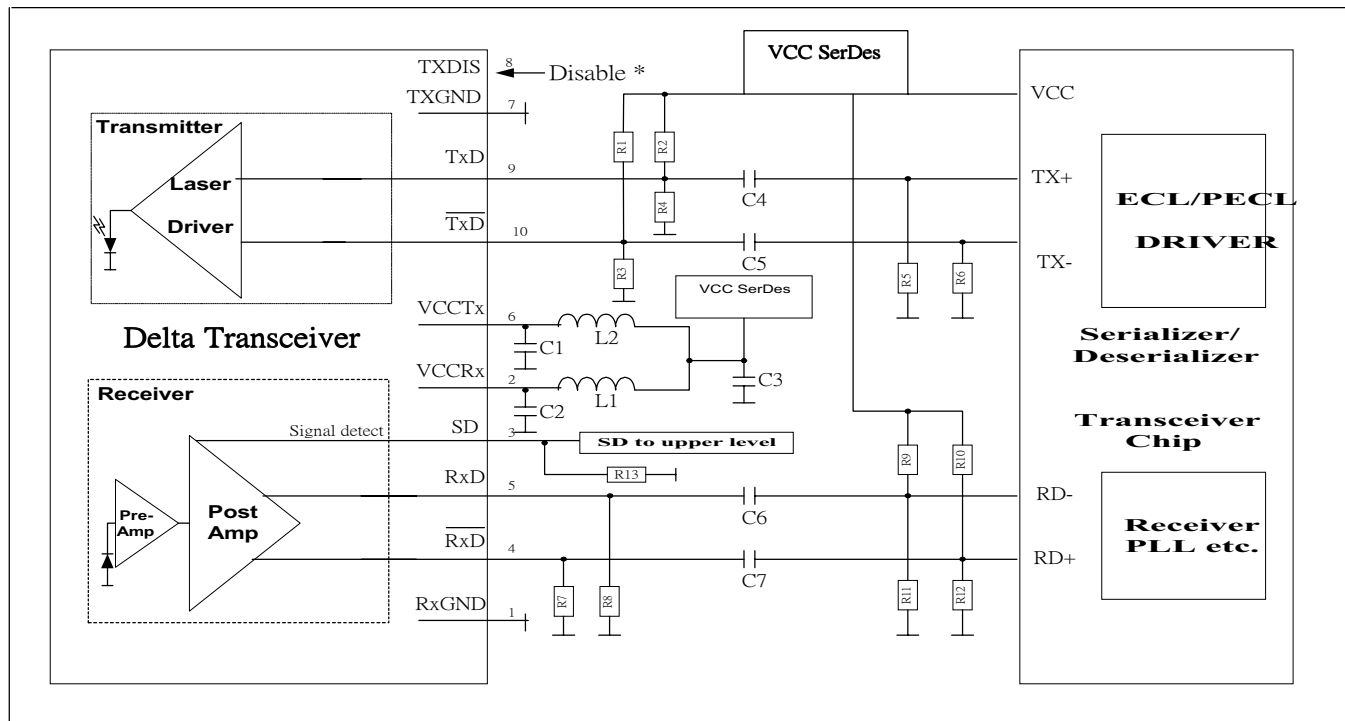 VCC SerDes
TXDIS
8
Disable *
TXGND
7
VCC
Transmitter
R1
R2
TxD
9
Laser
C4
TX+
R4
ECL/PECL
DRIVER
Driver
TxD
10
C5
TX-
R3
R5
R6
VCC SerDes
VCCTx
6
L2
C1
Delta Transceiver
Serializer/
Deserializer
VCCRx
2
L1
C3
C2
Receiver
Transceiver
Chip
Signal detect
SD
3
SD to upper level
R9
R10
R13
RxD
5
C6
RD-
Pre-
Amp
Post
Amp
Receiver
PLL etc.
RxD
4
C7
RD+
R7
R8
R11
R12
RxGND
1